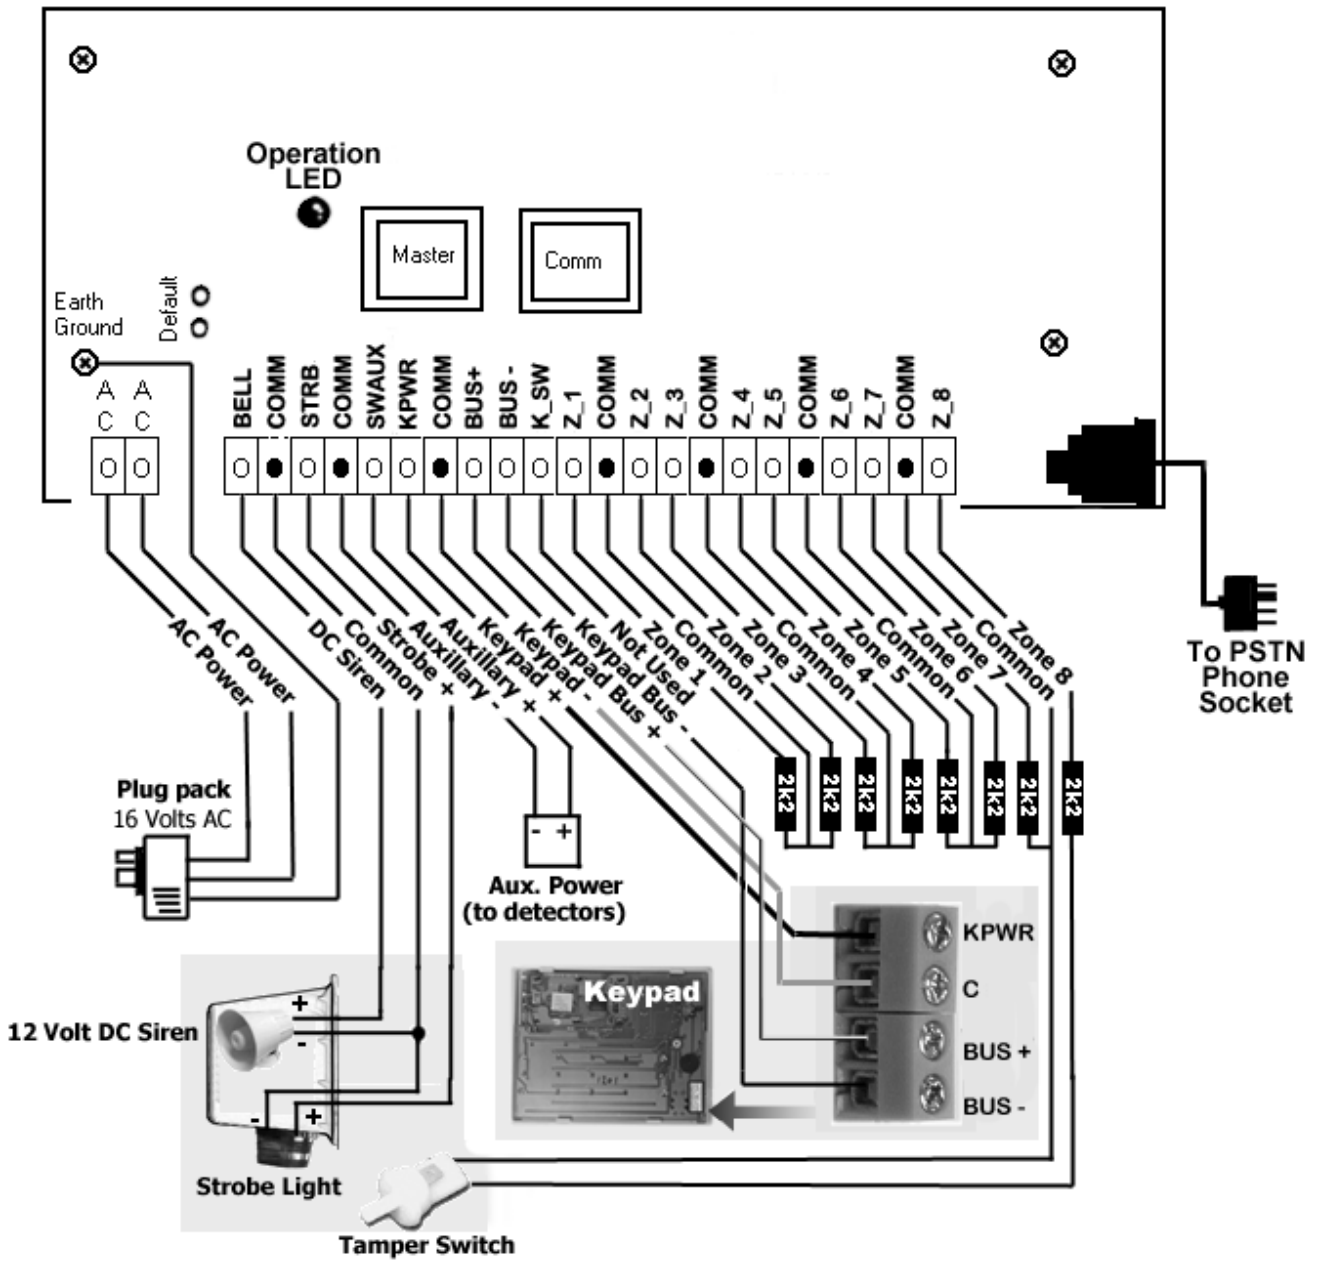 Operation
LED
Master
Comm
Earth
Ground
Default
A
C
A
C
BELL
COMM
STRB
COMM
SWAUX
KPWR
COMM
BUS+
BUS -
K_SW
Z_1
COMM
Z_2
Z_3
COMM
Z_4
Z_5
COMM
Z_6
Z_7
COMM
Z_8
AC Power
AC Power
DC Siren
Common
Strobe +
Auxillary -
Auxillary +
Keypad +
Keypad -
Keypad Bus +
Keypad Bus -
Not Used
Zone 1
Common
Zone 2
Zone 3
Common
Zone 4
Zone 5
Common
Zone 6
Zone 7
Common
Zone 8
To PSTN
Phone
Socket
2k2
2k2
2k2
2k2
2k2
2k2
2k2
2k2
Plug pack
16 Volts AC
- +
Aux. Power
(to detectors)
KPWR
C
BUS +
BUS -
Keypad
12 Volt DC Siren
+
-
- +
Strobe Light
Tamper Switch